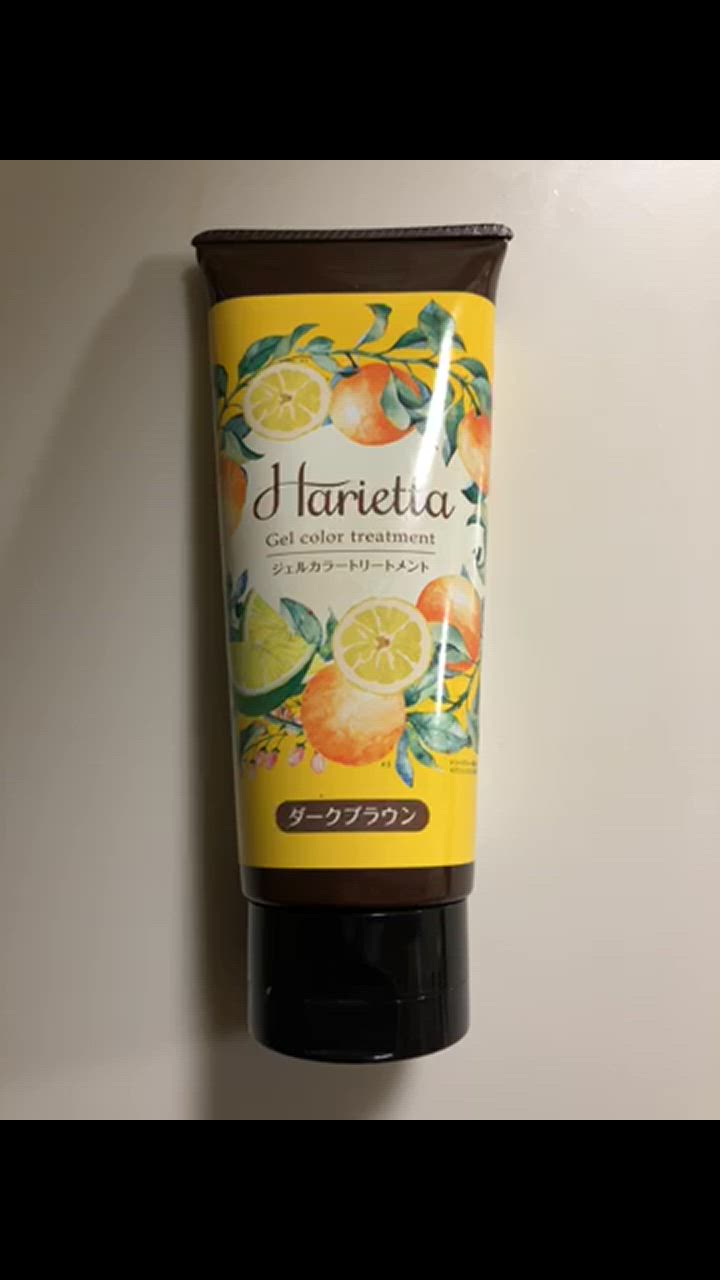 Harietta
Gel color treatment
ジェルカラートリートメント
ダークブラウン